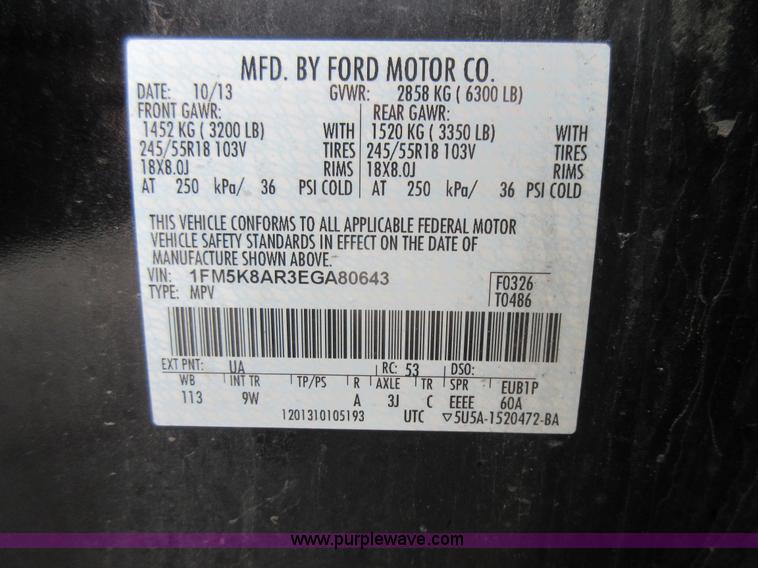 MFD. BY FORD MOTOR CO.
DATE: 10/13 GVWR: 2858 KG ( 6300 LB)
FRONT GAWR: REAR GAWR:
1452 KG ( 3200 LB) WITH 1520 KG ( 3350 LB) WITH
245/55R18 103V TIRES 245/55R18 103V TIRES
18X8.0J RIMS 18X8.0J RIMS
AT 250 kPa/ 36 PSI COLD AT 250 kPa/ 36 PSI COLD
THIS VEHICLE CONFORMS TO ALL APPLICABLE FEDERAL MOTOR
VEHICLE SAFETY STANDARDS IN EFFECT ON THE DATE OF
MANUFACTURE SHOWN ABOVE.
VIN: 1FM5K8AR3EGA80643 F0326
TYPE: MPV T0486
EXT PNT: UA RC: 53 DSO:
WB INT TR TP/PS R AXLE TR SPR EUB1P
113 9W A 3J C EEEE 60A
1201310105193 UTC ▽5U5A-1520472-BA
www.purplewave.com